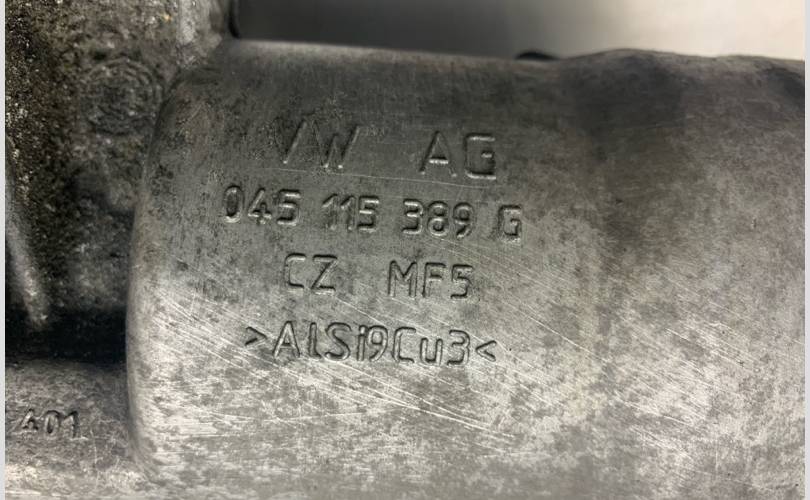 VW AG
045 115 389 G
CZ MF5
>AlSi9Cu3<
401